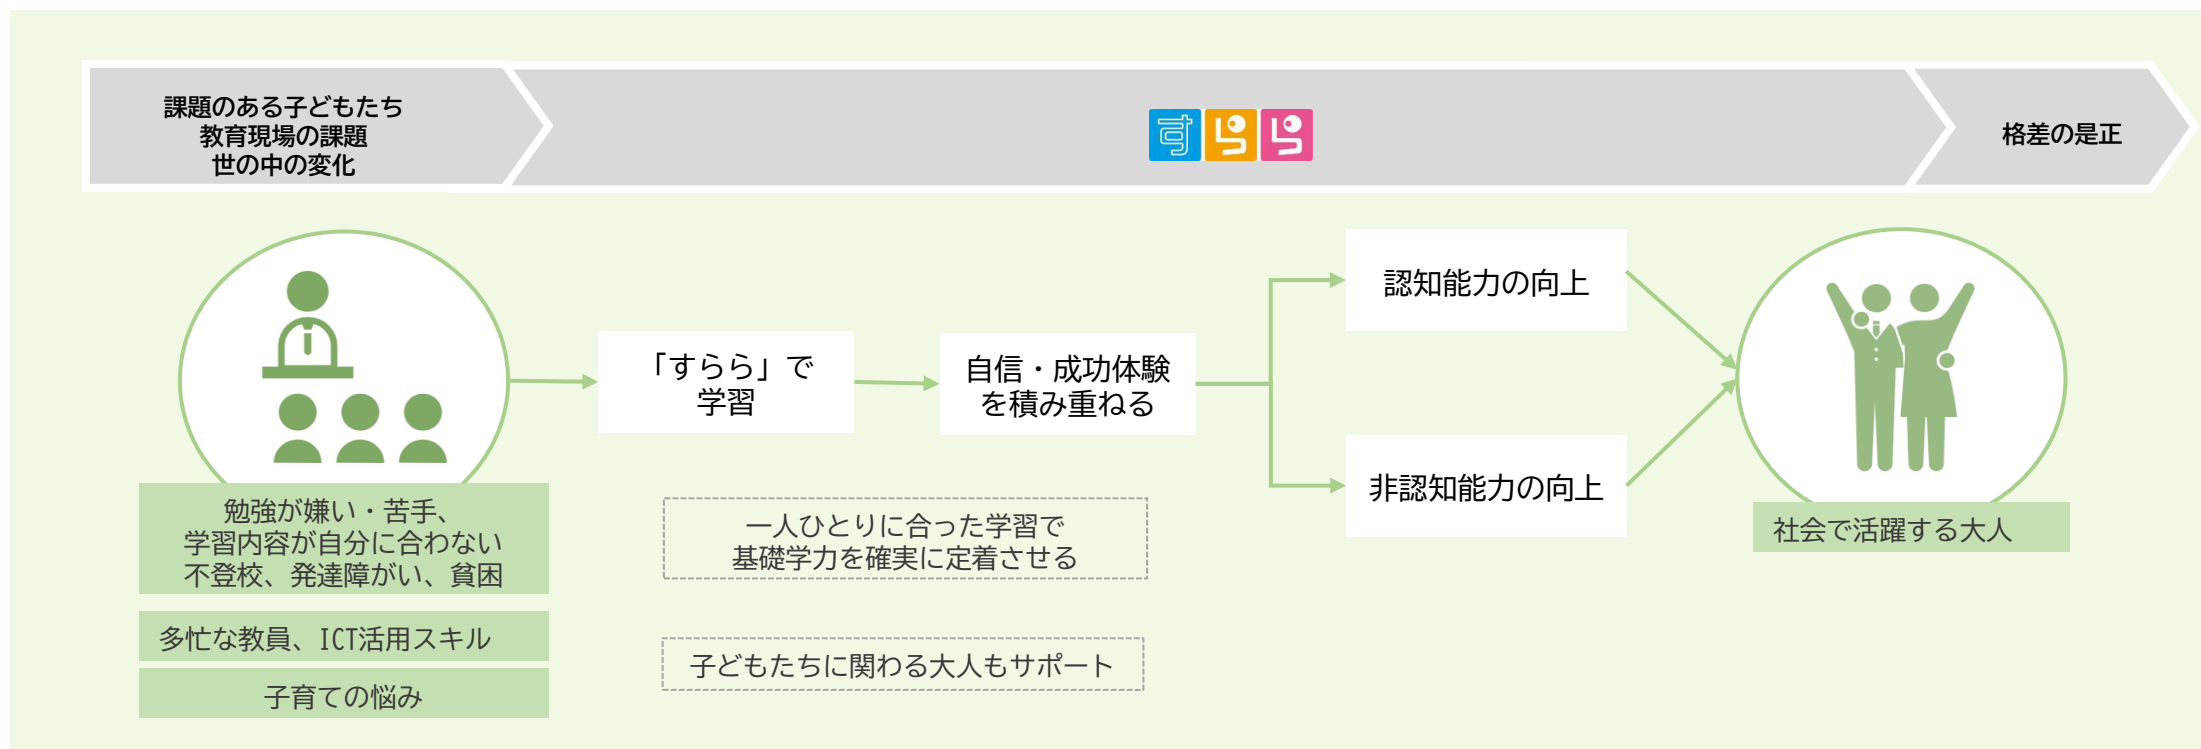 課題のある子どもたち
教育現場の課題
世の中の変化
すらら
格差の是正
「すらら」で
学習
自信・成功体験
を積み重ねる
認知能力の向上
非認知能力の向上
勉強が嫌い・苦手、
学習内容が自分に合わない
不登校、発達障がい、貧困
多忙な教員、ICT活用スキル
子育ての悩み
一人ひとりに合った学習で
基礎学力を確実に定着させる
子どもたちに関わる大人もサポート
社会で活躍する大人